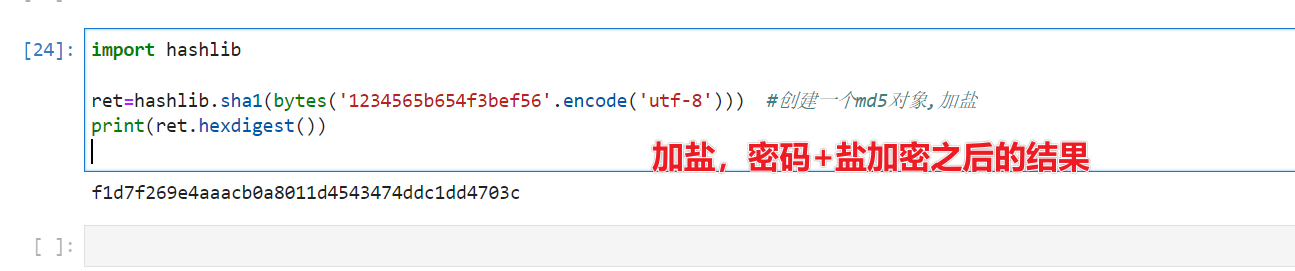 [24]:
import hashlib
ret=hashlib.sha1(bytes('1234565b654f3bef56'.encode('utf-8')))  #创建一个md5对象,加盐
print(ret.hexdigest())
加盐，密码+盐加密之后的结果
f1d7f269e4aaacb0a8011d4543474ddc1dd4703c
[ ]: